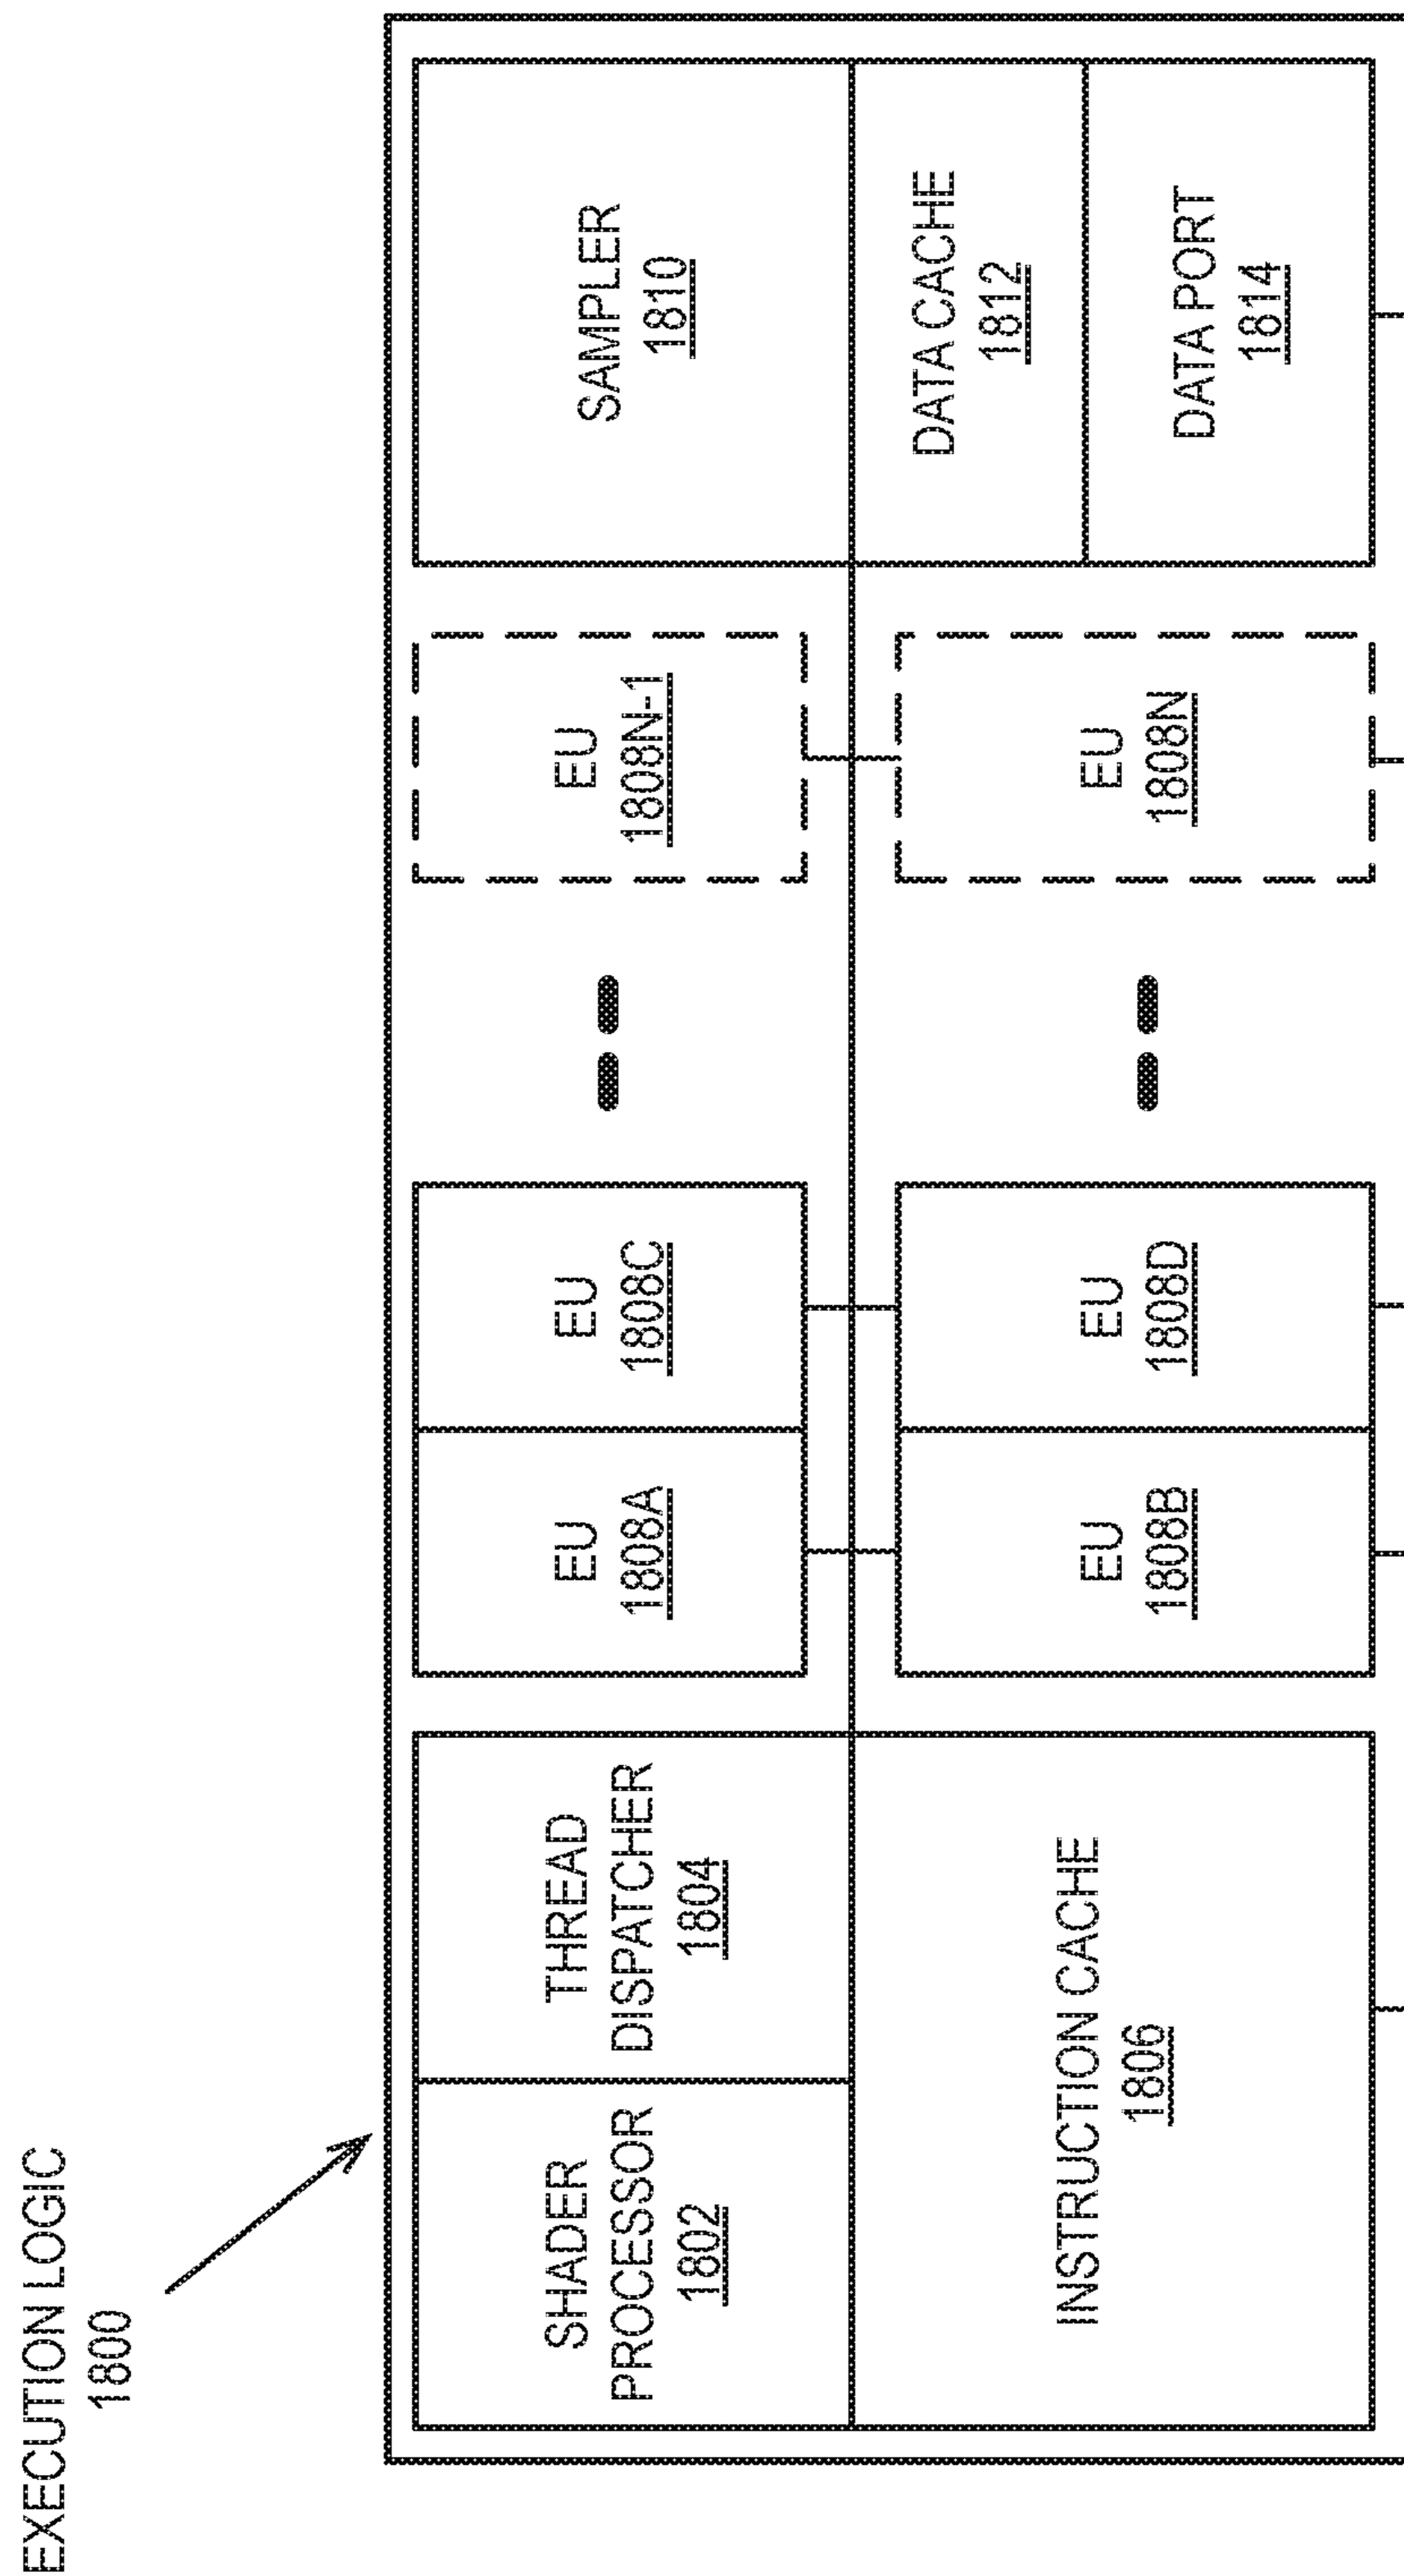 EXECUTION LOGIC
1800
SHADER
PROCESSOR
1802
THREAD
DISPATCHER
1804
EU
1808A
EU
1808C
EU
1808N-1
SAMPLER
1810
INSTRUCTION CACHE
1806
EU
1808B
EU
1808D
EU
1808N
DATA CACHE
1812
DATA PORT
1814